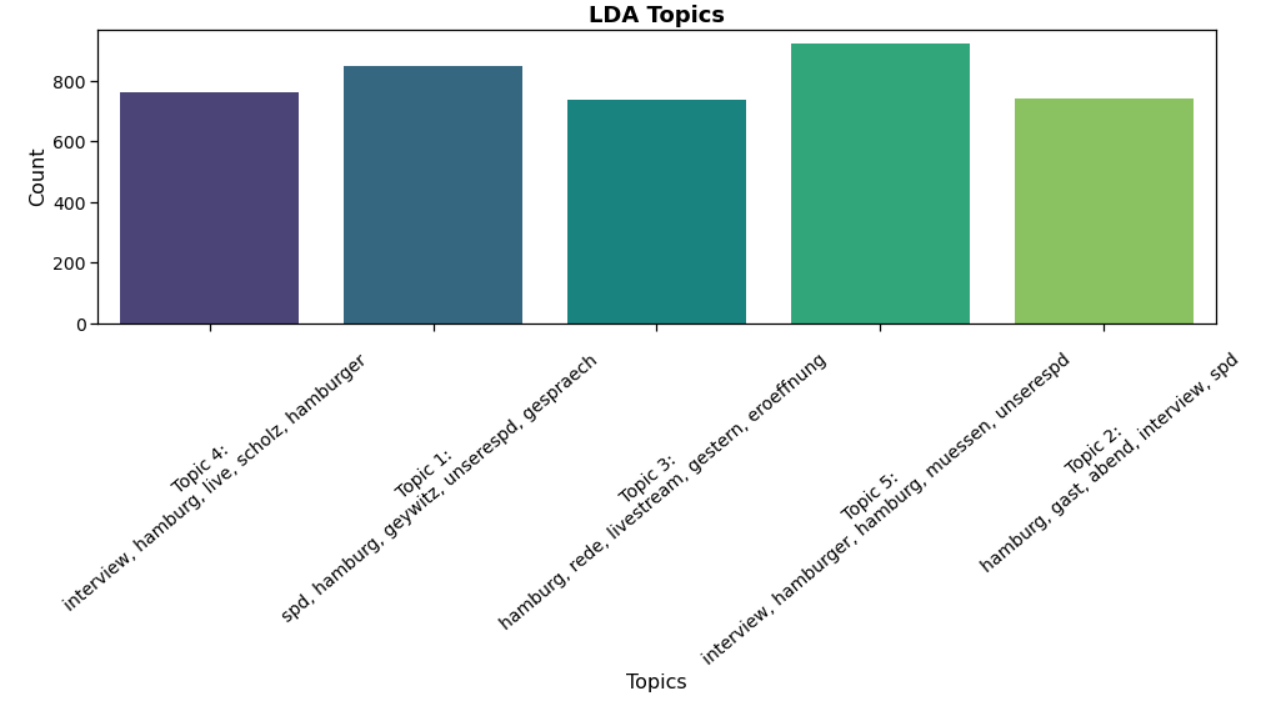 LDA Topics
Count
800
600
400
200
0
Topic 4:
interview, hamburg, live, scholz, hamburger
Topic 1:
spd, hamburg, geywitz, unserespd, gespraech
Topic 3:
hamburg, rede, livestream, gestern, eroeffnung
Topic 5:
interview, hamburger, hamburg, muessen, unserespd
Topic 2:
hamburg, gast, abend, interview, spd
Topics